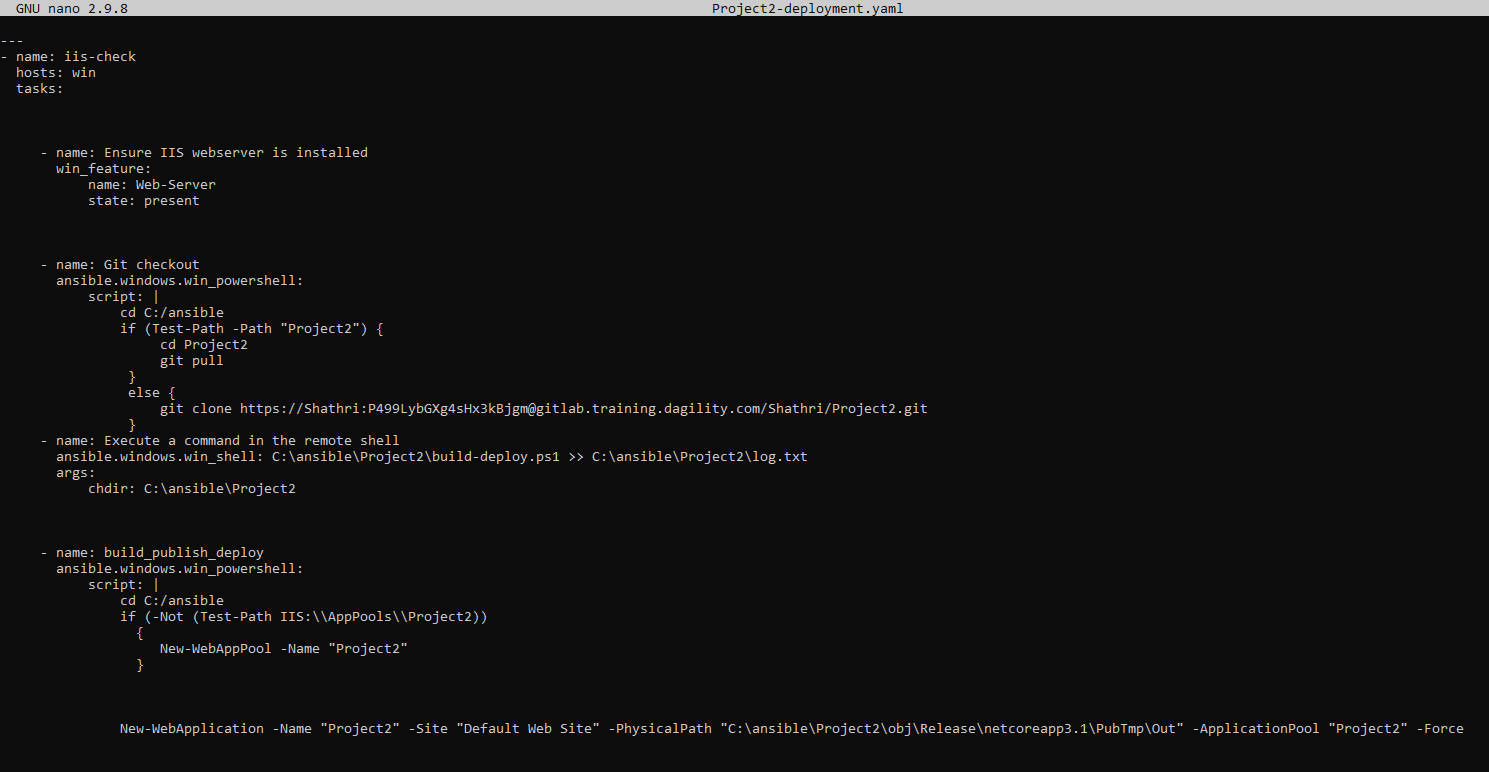 GNU nano 2.9.8 Project2-deployment.yaml
---
- name: iis-check
  hosts: win
  tasks:
     - name: Ensure IIS webserver is installed
       win_feature:
           name: Web-Server
           state: present
     - name: Git checkout
       ansible.windows.win_powershell:
           script: |
               cd C:/ansible
               if (Test-Path -Path "Project2") {
                    cd Project2
                    git pull
                }
                else {
                    git clone https://Shathri:P499LybGXg4sHx3kBjgm@gitlab.training.dagility.com/Shathri/Project2.git
                }
     - name: Execute a command in the remote shell
       ansible.windows.win_shell: C:\ansible\Project2\build-deploy.ps1 >> C:\ansible\Project2\log.txt
       args:
           chdir: C:\ansible\Project2
     - name: build_publish_deploy
       ansible.windows.win_powershell:
           script: |
               cd C:/ansible
               if (-Not (Test-Path IIS:\\AppPools\\Project2))
                 {
                    New-WebAppPool -Name "Project2"
                 }
               New-WebApplication -Name "Project2" -Site "Default Web Site" -PhysicalPath "C:\ansible\Project2\obj\Release\netcoreapp3.1\PubTmp\Out" -ApplicationPool "Project2" -Force